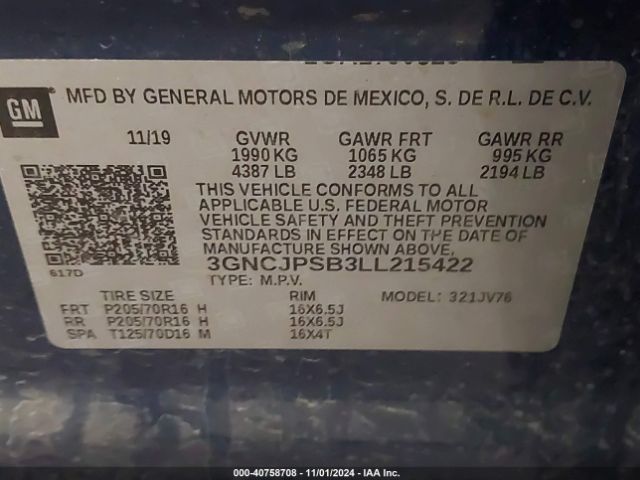 GM MFD BY GENERAL MOTORS DE MEXICO, S. DE R.L. DE C.V.
11/19 GVWR GAWR FRT GAWR RR
1990 KG 1065 KG 995 KG
4387 LB 2348 LB 2194 LB
THIS VEHICLE CONFORMS TO ALL
APPLICABLE U.S. FEDERAL MOTOR
VEHICLE SAFETY AND THEFT PREVENTION
STANDARDS IN EFFECT ON THE DATE OF
MANUFACTURE SHOWN ABOVE.
617D 3GNCJPSB3LL215422
TYPE: M.P.V.
TIRE SIZE RIM MODEL: 321JV76
FRT P205/70R16 H 16X6.5J
RR P205/70R16 H 16X6.5J
SPA T125/70D16 M 16X4T
000-40758708 - 11/01/2024 - IAA Inc.